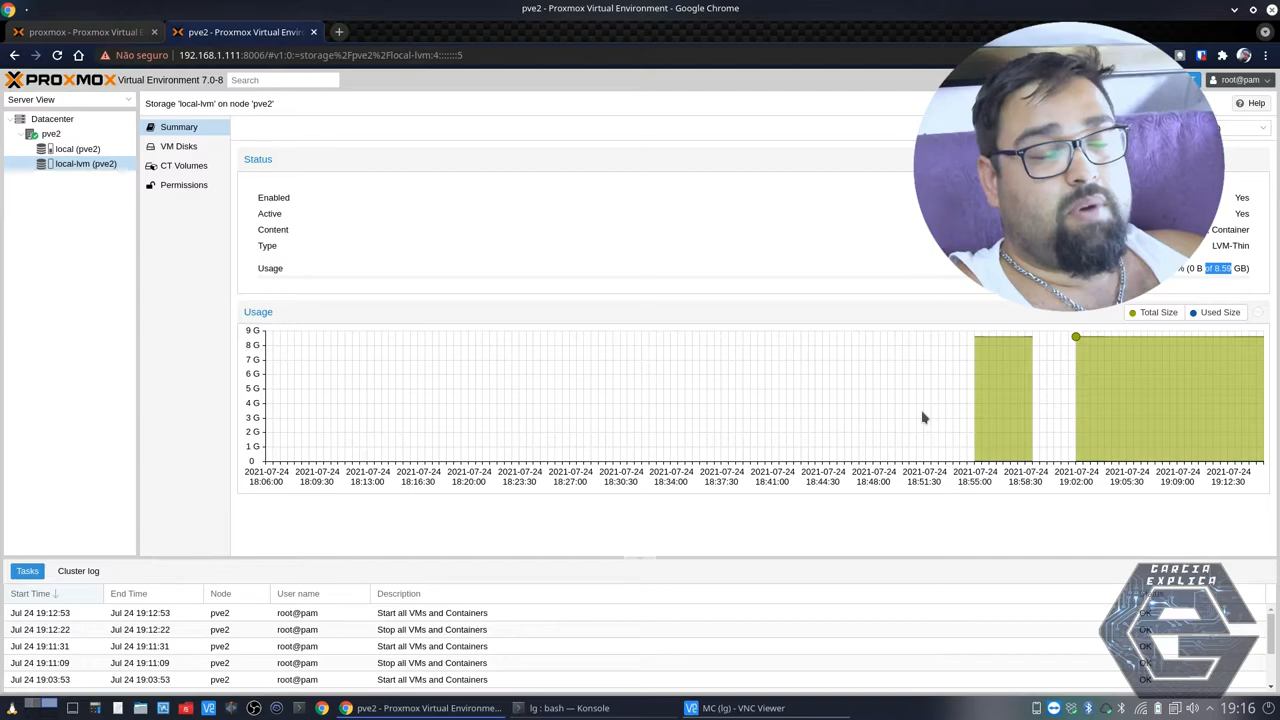 pve2 - Proxmox Virtual Environment - Google Chrome
proxmox - Proxmox Virtual E
pve2 - Proxmox Virtual Envir
Não seguro
192.168.1.111:8006/#v1:0:=storage%2Fpve2%2Flocal-lvm:4:::::::5
PROXMOX Virtual Environment 7.0-8
Search
root@pam
Server View
Storage 'local-lvm' on node 'pve2'
Help
Datacenter
pve2
local (pve2)
local-lvm (pve2)
Summary
VM Disks
CT Volumes
Permissions
Status
Enabled Yes
Active Yes
Content Container
Type LVM-Thin
Usage % (0 B of 8.59 GB)
Usage
Total Size
Used Size
9 G
8 G
7 G
6 G
5 G
4 G
3 G
2 G
1 G
0
2021-07-24 2021-07-24 2021-07-24 2021-07-24 2021-07-24 2021-07-24 2021-07-24 2021-07-24 2021-07-24 2021-07-24 2021-07-24 2021-07-24 2021-07-24 2021-07-24 2021-07-24 2021-07-24 2021-07-24 2021-07-24 2021-07-24 2021-07-24
18:06:00 18:09:30 18:13:00 18:16:30 18:20:00 18:23:30 18:27:00 18:30:30 18:34:00 18:37:30 18:41:00 18:44:30 18:48:00 18:51:30 18:55:00 18:58:30 19:02:00 19:05:30 19:09:00 19:12:30
Tasks
Cluster log
Start Time End Time Node User name Description Status
Jul 24 19:12:53 Jul 24 19:12:53 pve2 root@pam Start all VMs and Containers OK
Jul 24 19:12:22 Jul 24 19:12:22 pve2 root@pam Stop all VMs and Containers OK
Jul 24 19:11:31 Jul 24 19:11:31 pve2 root@pam Start all VMs and Containers OK
Jul 24 19:11:09 Jul 24 19:11:09 pve2 root@pam Stop all VMs and Containers OK
Jul 24 19:03:53 Jul 24 19:03:53 pve2 root@pam Start all VMs and Containers OK
GARCIA
EXPLICA
pve2 - Proxmox Virtual Environme...
lg : bash — Konsole
MC (lg) - VNC Viewer
19:16